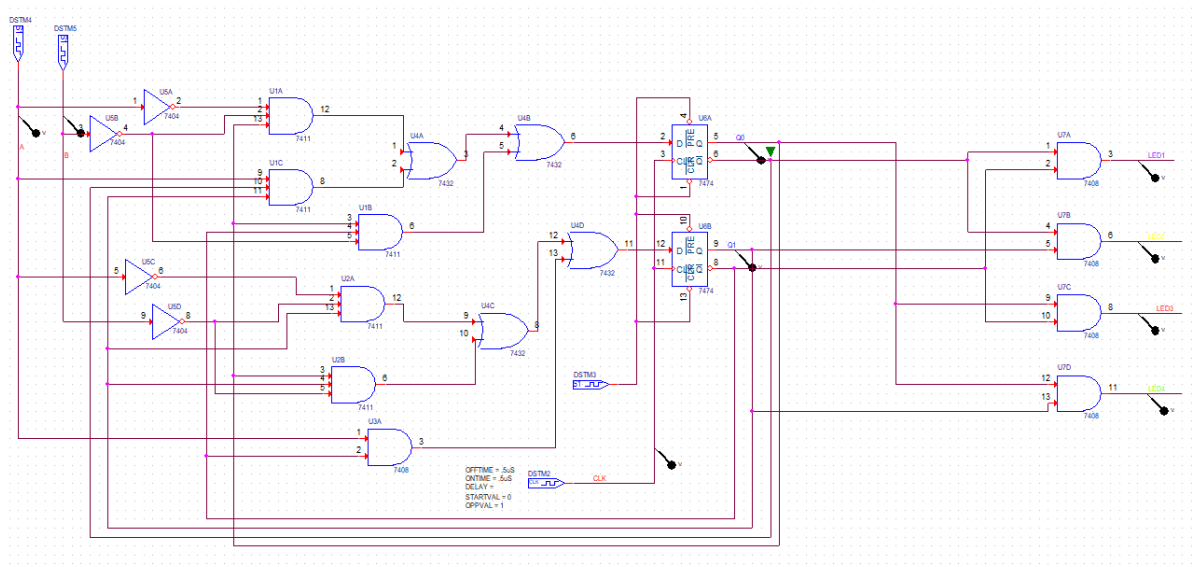 DSTM4
DSTM5
S1
S1
A
B
U5A
1
2
7404
U5B
3
4
7404
U1A
1
2
13
12
7411
U1C
9
10
11
8
7411
U4A
1
2
3
7432
U4B
4
5
6
7432
U1B
3
4
5
6
7411
U5C
5
6
7404
U5D
9
8
7404
U2A
1
2
13
12
7411
U4C
9
10
8
7432
U4D
12
13
11
7432
U2B
3
4
5
6
7411
U3A
1
2
3
7408
U6A
4
2
D
PRE
Q
5
3
CLR
Q
6
1
7474
Q0
U6B
10
12
D
PRE
Q
9
11
CLR
Q
8
13
7474
Q1
DSTM3
S1
OFFTIME = .5uS
ONTIME = .5uS
DELAY =
STARTVAL = 0
OPPVAL = 1
DSTM2
CLK
CLK
U7A
1
2
3
7408
LED1
U7B
4
5
6
7408
LED2
U7C
9
10
8
7408
LED3
U7D
12
13
11
7408
LED4
V
V
V
V
V
V
V
V